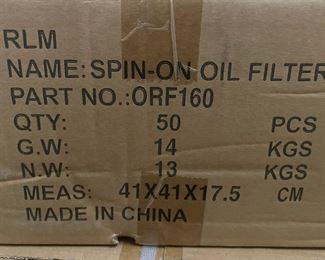 RLM
NAME: SPIN-ON OIL FILTER
PART NO.:ORF160
QTY: 50 PCS
G.W: 14 KGS
N.W: 13 KGS
MEAS: 41X41X17.5 CM
MADE IN CHINA